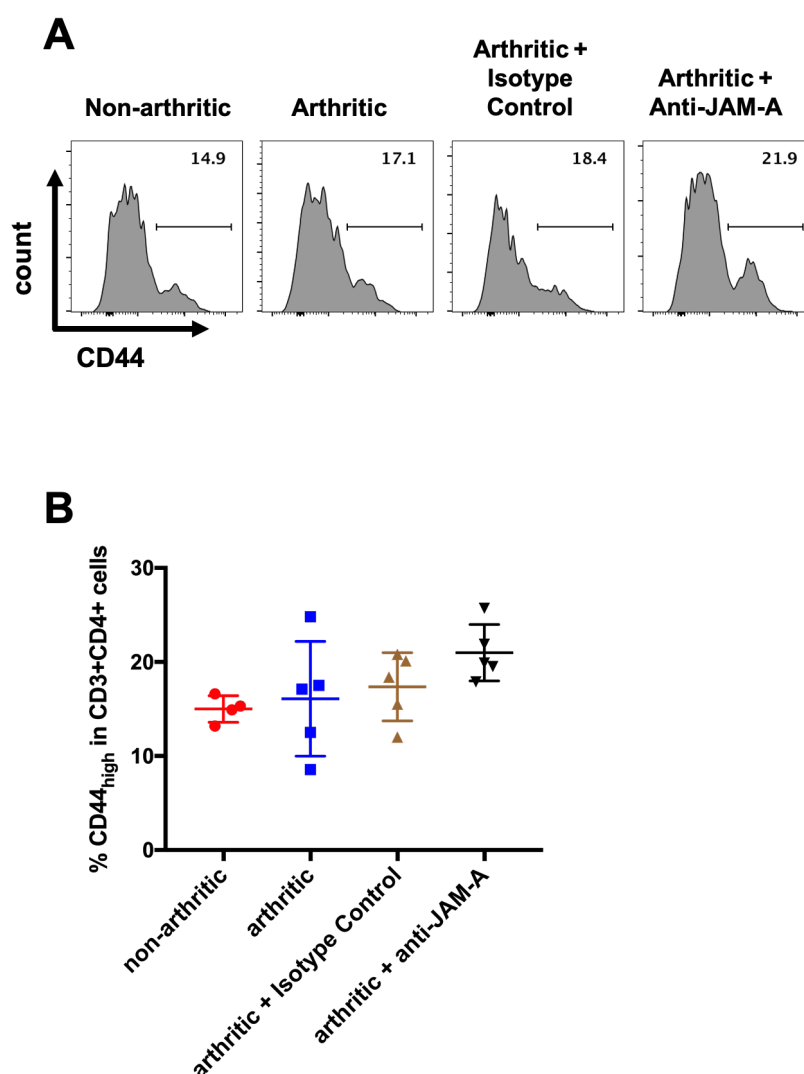 A
Non-arthritic
Arthritic
Arthritic +
Isotype
Control
Arthritic +
Anti-JAM-A
14.9
17.1
18.4
21.9
count
CD44
B
% CD44high in CD3+CD4+ cells
30
20
10
0
non-arthritic
arthritic
arthritic + Isotype Control
arthritic + anti-JAM-A